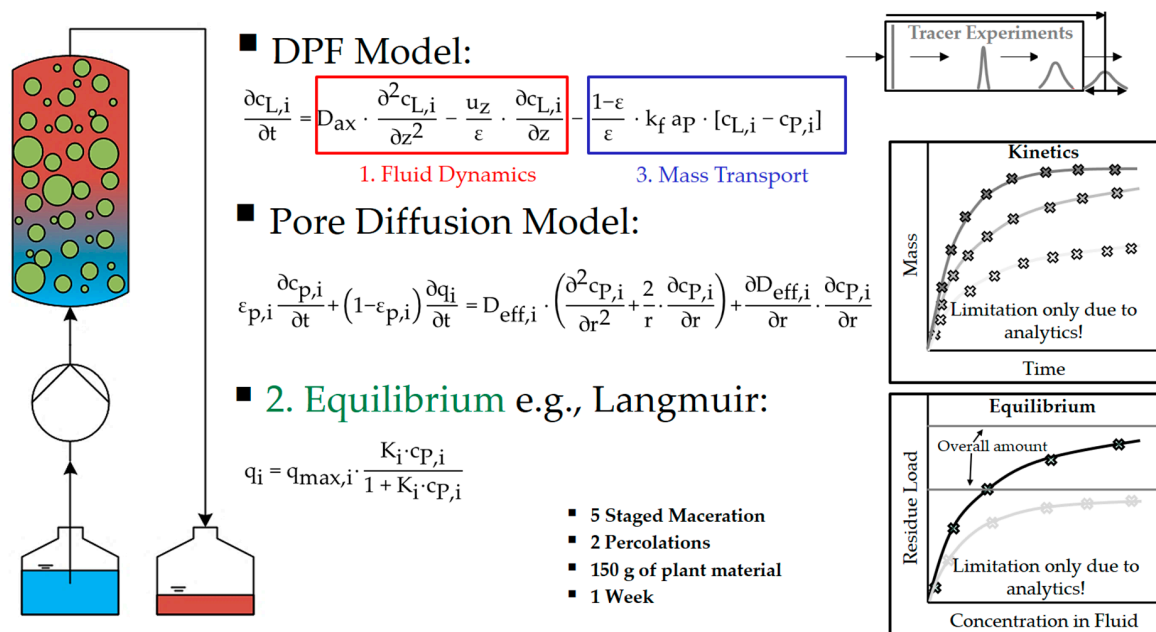 DPF Model:
∂c_L,i/∂t = D_ax · ∂²c_L,i/∂z² − u_z/ε · ∂c_L,i/∂z − (1−ε)/ε · k_f a_P · [c_L,i − c_P,i]
1. Fluid Dynamics
3. Mass Transport
Pore Diffusion Model:
ε_p,i ∂c_p,i/∂t + (1−ε_p,i) ∂q_i/∂t = D_eff,i · (∂²c_P,i/∂r² + 2/r · ∂c_P,i/∂r) + ∂D_eff,i/∂r · ∂c_P,i/∂r
2. Equilibrium e.g., Langmuir:
q_i = q_max,i · K_i·c_P,i/(1 + K_i·c_P,i)
5 Staged Maceration
2 Percolations
150 g of plant material
1 Week
Tracer Experiments
Kinetics
Mass
Limitation only due to
analytics!
Time
Equilibrium
Overall amount
Residue Load
Limitation only due to
analytics!
Concentration in Fluid